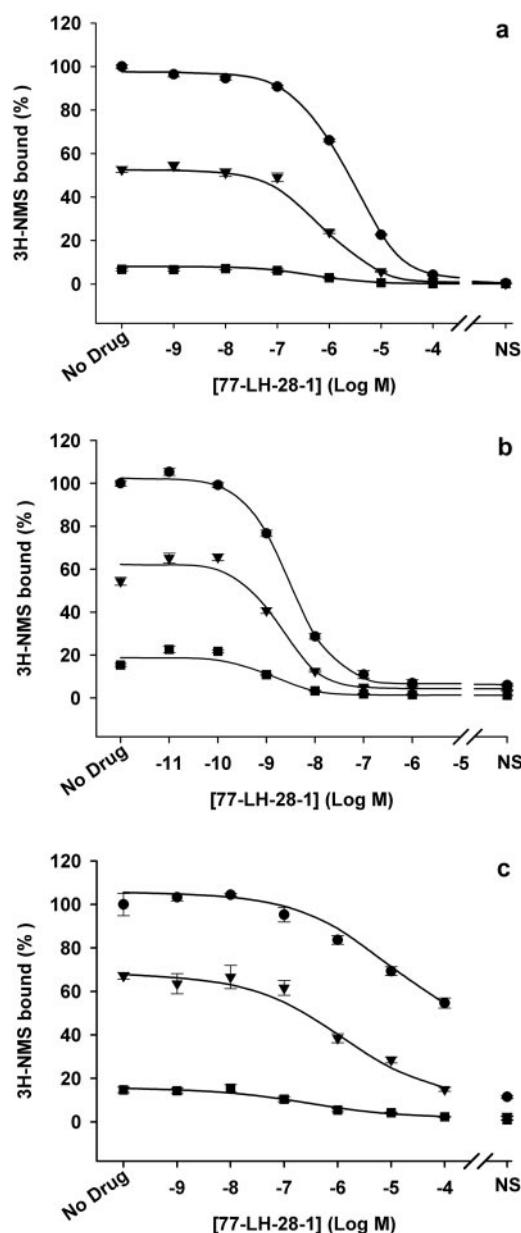 a
3H-NMS bound (% )
120
100
80
60
40
20
0
No Drug -9 -8 -7 -6 -5 -4 NS
[77-LH-28-1] (Log M)
b
3H-NMS bound (% )
120
100
80
60
40
20
0
No Drug -11 -10 -9 -8 -7 -6 -5 NS
[77-LH-28-1] (Log M)
c
3H-NMS bound (% )
120
100
80
60
40
20
0
No Drug -9 -8 -7 -6 -5 -4 NS
[77-LH-28-1] (Log M)